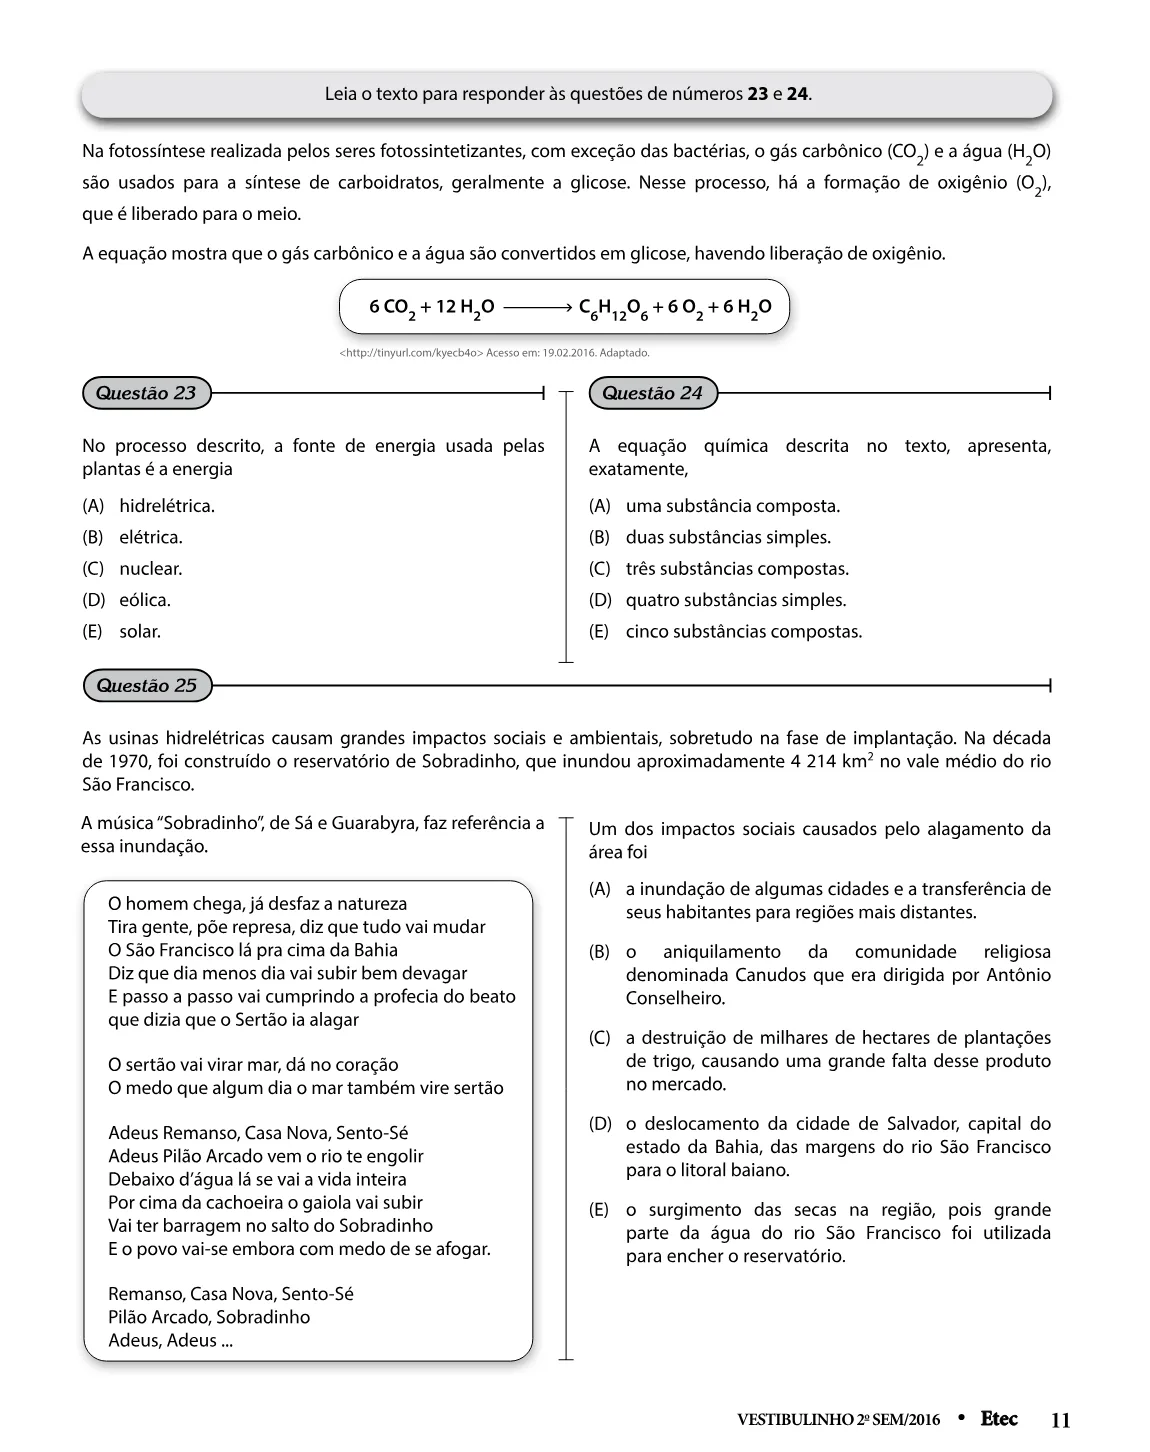 Leia o texto para responder às questões de números 23 e 24.
Na fotossíntese realizada pelos seres fotossintetizantes, com exceção das bactérias, o gás carbônico (CO2) e a água (H2O)
são usados para a síntese de carboidratos, geralmente a glicose. Nesse processo, há a formação de oxigênio (O2),
que é liberado para o meio.
A equação mostra que o gás carbônico e a água são convertidos em glicose, havendo liberação de oxigênio.
6 CO2 + 12 H2O ⟶ C6H12O6 + 6 O2 + 6 H2O
<http://tinyurl.com/kyecb4o> Acesso em: 19.02.2016. Adaptado.
Questão 23
No processo descrito, a fonte de energia usada pelas
plantas é a energia
(A) hidrelétrica.
(B) elétrica.
(C) nuclear.
(D) eólica.
(E) solar.
Questão 24
A equação química descrita no texto, apresenta,
exatamente,
(A) uma substância composta.
(B) duas substâncias simples.
(C) três substâncias compostas.
(D) quatro substâncias simples.
(E) cinco substâncias compostas.
Questão 25
As usinas hidrelétricas causam grandes impactos sociais e ambientais, sobretudo na fase de implantação. Na década
de 1970, foi construído o reservatório de Sobradinho, que inundou aproximadamente 4 214 km² no vale médio do rio
São Francisco.
A música “Sobradinho”, de Sá e Guarabyra, faz referência a
essa inundação.
O homem chega, já desfaz a natureza
Tira gente, põe represa, diz que tudo vai mudar
O São Francisco lá pra cima da Bahia
Diz que dia menos dia vai subir bem devagar
E passo a passo vai cumprindo a profecia do beato
que dizia que o Sertão ia alagar
O sertão vai virar mar, dá no coração
O medo que algum dia o mar também vire sertão
Adeus Remanso, Casa Nova, Sento-Sé
Adeus Pilão Arcado vem o rio te engolir
Debaixo d’água lá se vai a vida inteira
Por cima da cachoeira o gaiola vai subir
Vai ter barragem no salto do Sobradinho
E o povo vai-se embora com medo de se afogar.
Remanso, Casa Nova, Sento-Sé
Pilão Arcado, Sobradinho
Adeus, Adeus ...
Um dos impactos sociais causados pelo alagamento da
área foi
(A) a inundação de algumas cidades e a transferência de
seus habitantes para regiões mais distantes.
(B) o aniquilamento da comunidade religiosa
denominada Canudos que era dirigida por Antônio
Conselheiro.
(C) a destruição de milhares de hectares de plantações
de trigo, causando uma grande falta desse produto
no mercado.
(D) o deslocamento da cidade de Salvador, capital do
estado da Bahia, das margens do rio São Francisco
para o litoral baiano.
(E) o surgimento das secas na região, pois grande
parte da água do rio São Francisco foi utilizada
para encher o reservatório.
VESTIBULINHO 2º SEM/2016 • Etec 11